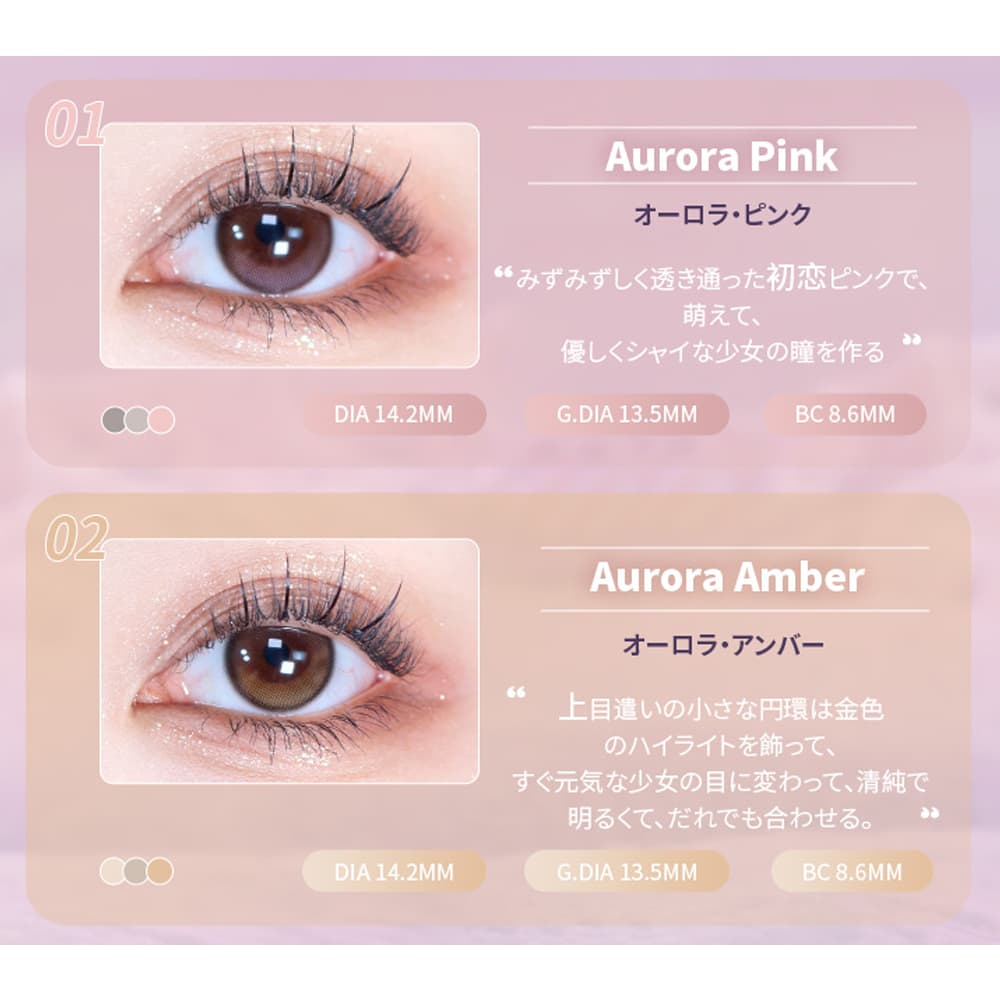 01
Aurora Pink
オーロラ・ピンク
❝みずみずしく透き通った初恋ピンクで、
萌えて、
優しくシャイな少女の瞳を作る❞
DIA 14.2MM
G.DIA 13.5MM
BC 8.6MM
02
Aurora Amber
オーロラ・アンバー
❝上目遣いの小さな円環は金色
のハイライトを飾って、
すぐ元気な少女の目に変わって、清純で
明るくて、だれでも合わせる。❞
DIA 14.2MM
G.DIA 13.5MM
BC 8.6MM